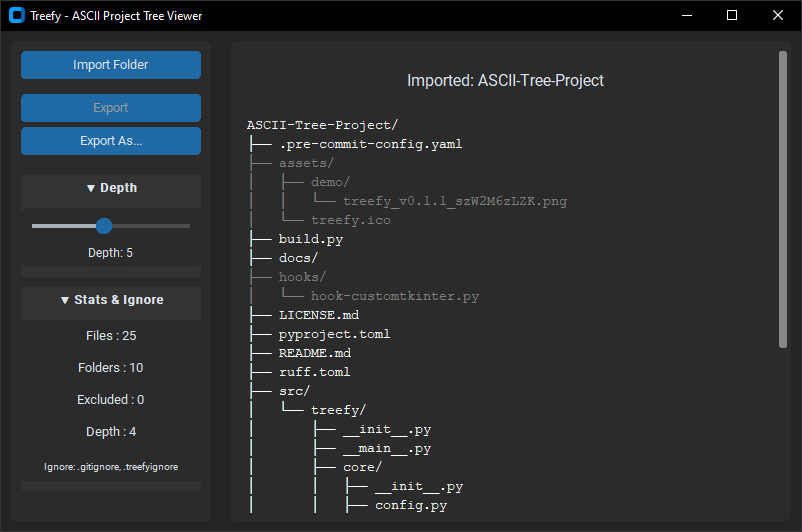 Treefy - ASCII Project Tree Viewer
Import Folder
Export
Export As...
▼ Depth
Depth: 5
▼ Stats & Ignore
Files : 25
Folders : 10
Excluded : 0
Depth : 4
Ignore: .gitignore, .treefyignore
Imported: ASCII-Tree-Project
ASCII-Tree-Project/
├── .pre-commit-config.yaml
├── assets/
│   ├── demo/
│   │   └── treefy_v0.1.1_szW2M6zLZK.png
│   └── treefy.ico
├── build.py
├── docs/
├── hooks/
│   └── hook-customtkinter.py
├── LICENSE.md
├── pyproject.toml
├── README.md
├── ruff.toml
├── src/
│   └── treefy/
│       ├── __init__.py
│       ├── __main__.py
│       ├── core/
│       │   ├── __init__.py
│       │   ├── config.py